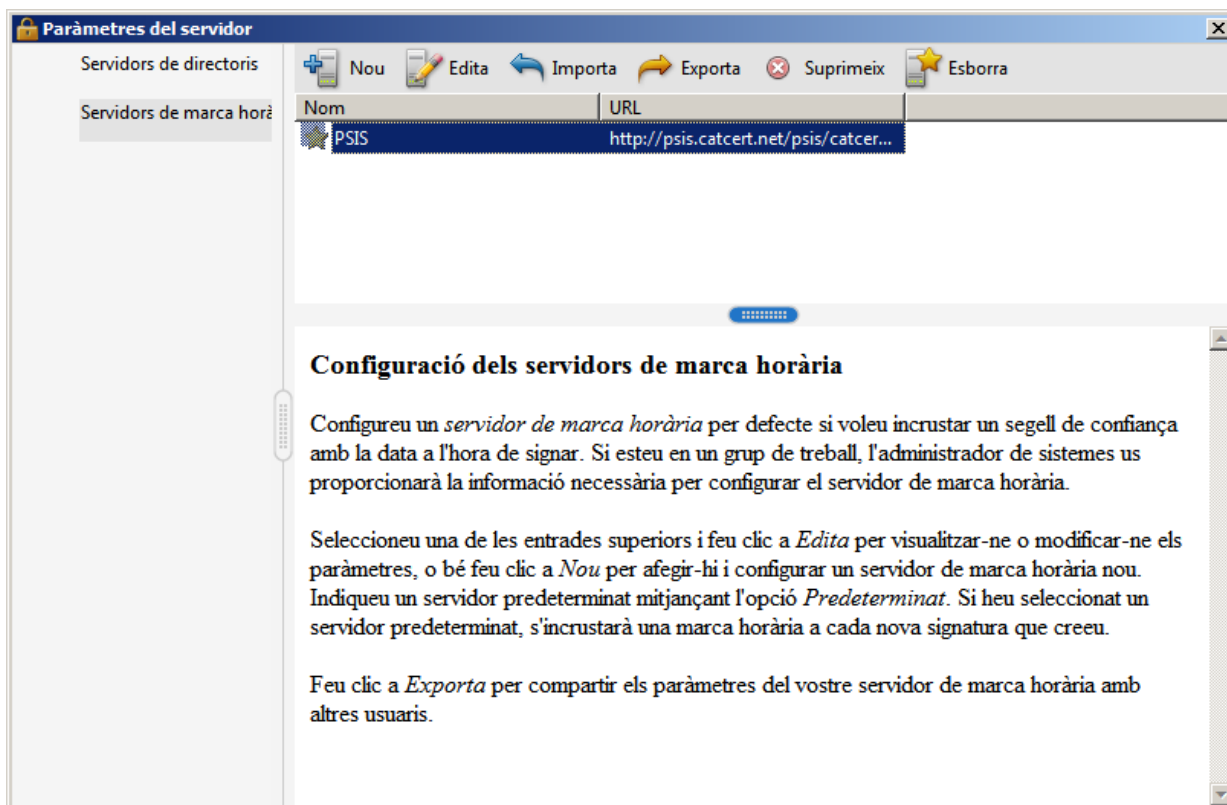 Paràmetres del servidor
Servidors de directoris
Servidors de marca horà
Nou Edita Importa Exporta Suprimeix Esborra
Nom URL
PSIS http://psis.catcert.net/psis/catcer...
Configuració dels servidors de marca horària
Configureu un servidor de marca horària per defecte si voleu incrustar un segell de confiança
amb la data a l'hora de signar. Si esteu en un grup de treball, l'administrador de sistemes us
proporcionarà la informació necessària per configurar el servidor de marca horària.
Seleccioneu una de les entrades superiors i feu clic a Edita per visualitzar-ne o modificar-ne els
paràmetres, o bé feu clic a Nou per afegir-hi i configurar un servidor de marca horària nou.
Indiqueu un servidor predeterminat mitjançant l'opció Predeterminat. Si heu seleccionat un
servidor predeterminat, s'incrustarà una marca horària a cada nova signatura que creeu.
Feu clic a Exporta per compartir els paràmetres del vostre servidor de marca horària amb
altres usuaris.